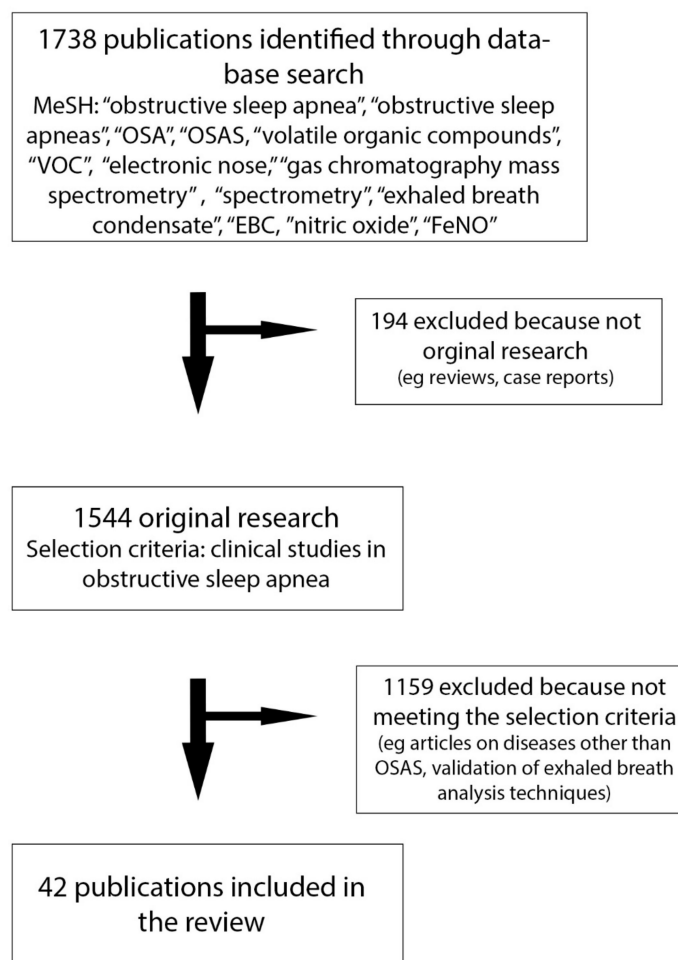 1738 publications identified through data-
base search
MeSH: “obstructive sleep apnea”, “obstructive sleep
apneas”, “OSA”, “OSAS, “volatile organic compounds”,
“VOC”, “electronic nose,” “gas chromatography mass
spectrometry” , “spectrometry”, “exhaled breath
condensate”, “EBC, ”nitric oxide”, “FeNO”
194 excluded because not
orginal research
(eg reviews, case reports)
1544 original research
Selection criteria: clinical studies in
obstructive sleep apnea
1159 excluded because not
meeting the selection criteria
(eg articles on diseases other than
OSAS, validation of exhaled breath
analysis techniques)
42 publications included in
the review